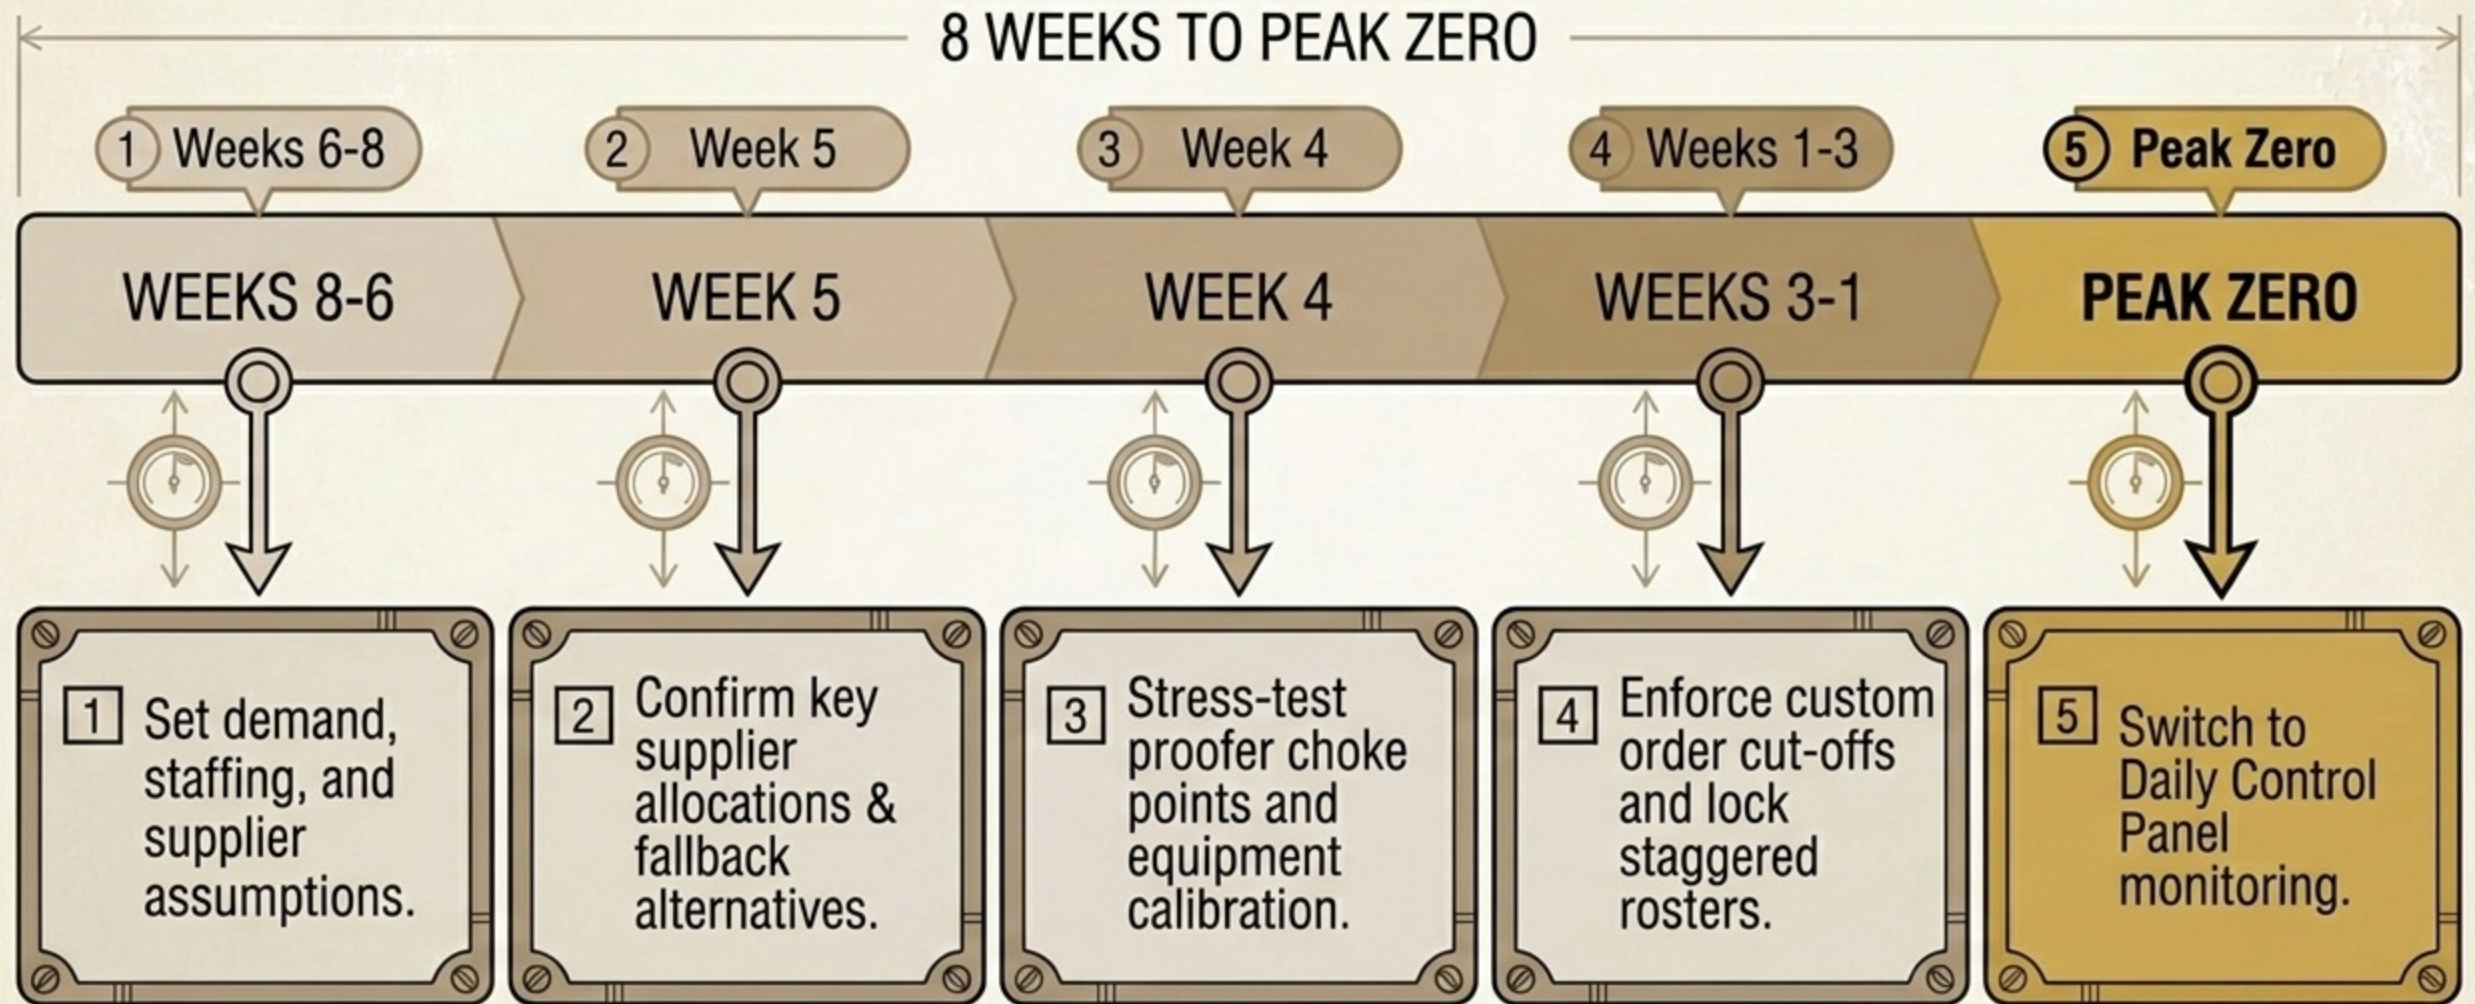 8 WEEKS TO PEAK ZERO
1 Weeks 6-8
2 Week 5
3 Week 4
4 Weeks 1-3
5 Peak Zero
WEEKS 8-6
WEEK 5
WEEK 4
WEEKS 3-1
PEAK ZERO
1 Set demand,
staffing, and
supplier
assumptions.
2 Confirm key
supplier
allocations &
fallback
alternatives.
3 Stress-test
proofer choke
points and
equipment
calibration.
4 Enforce custom
order cut-offs
and lock
staggered
rosters.
5 Switch to
Daily Control
Panel
monitoring.